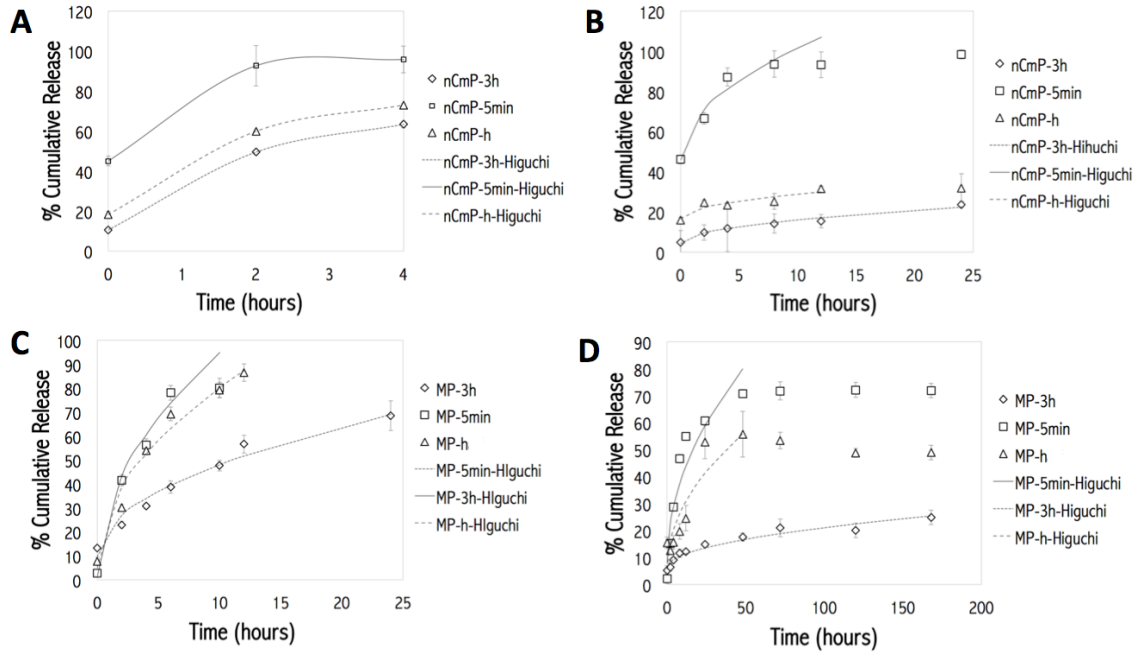 A
% Cumulative Release
120
100
80
60
40
20
0
0 1 2 3 4
Time (hours)
nCmP-3h
nCmP-5min
nCmP-h
nCmP-3h-Higuchi
nCmP-5min-Higuchi
nCmP-h-Higuchi
B
% Cumulative Release
120
100
80
60
40
20
0
0 5 10 15 20 25
Time (hours)
nCmP-3h
nCmP-5min
nCmP-h
nCmP-3h-Hihuchi
nCmP-5min-Higuchi
nCmP-h-Higuchi
C
% Cumulative Release
100
90
80
70
60
50
40
30
20
10
0
0 5 10 15 20 25
Time (hours)
MP-3h
MP-5min
MP-h
MP-5min-HIguchi
MP-3h-HIguchi
MP-h-HIguchi
D
% Cumulative Release
90
80
70
60
50
40
30
20
10
0
0 50 100 150 200
Time (hours)
MP-3h
MP-5min
MP-h
MP-5min-Higuchi
MP-3h-Higuchi
MP-h-Higuchi